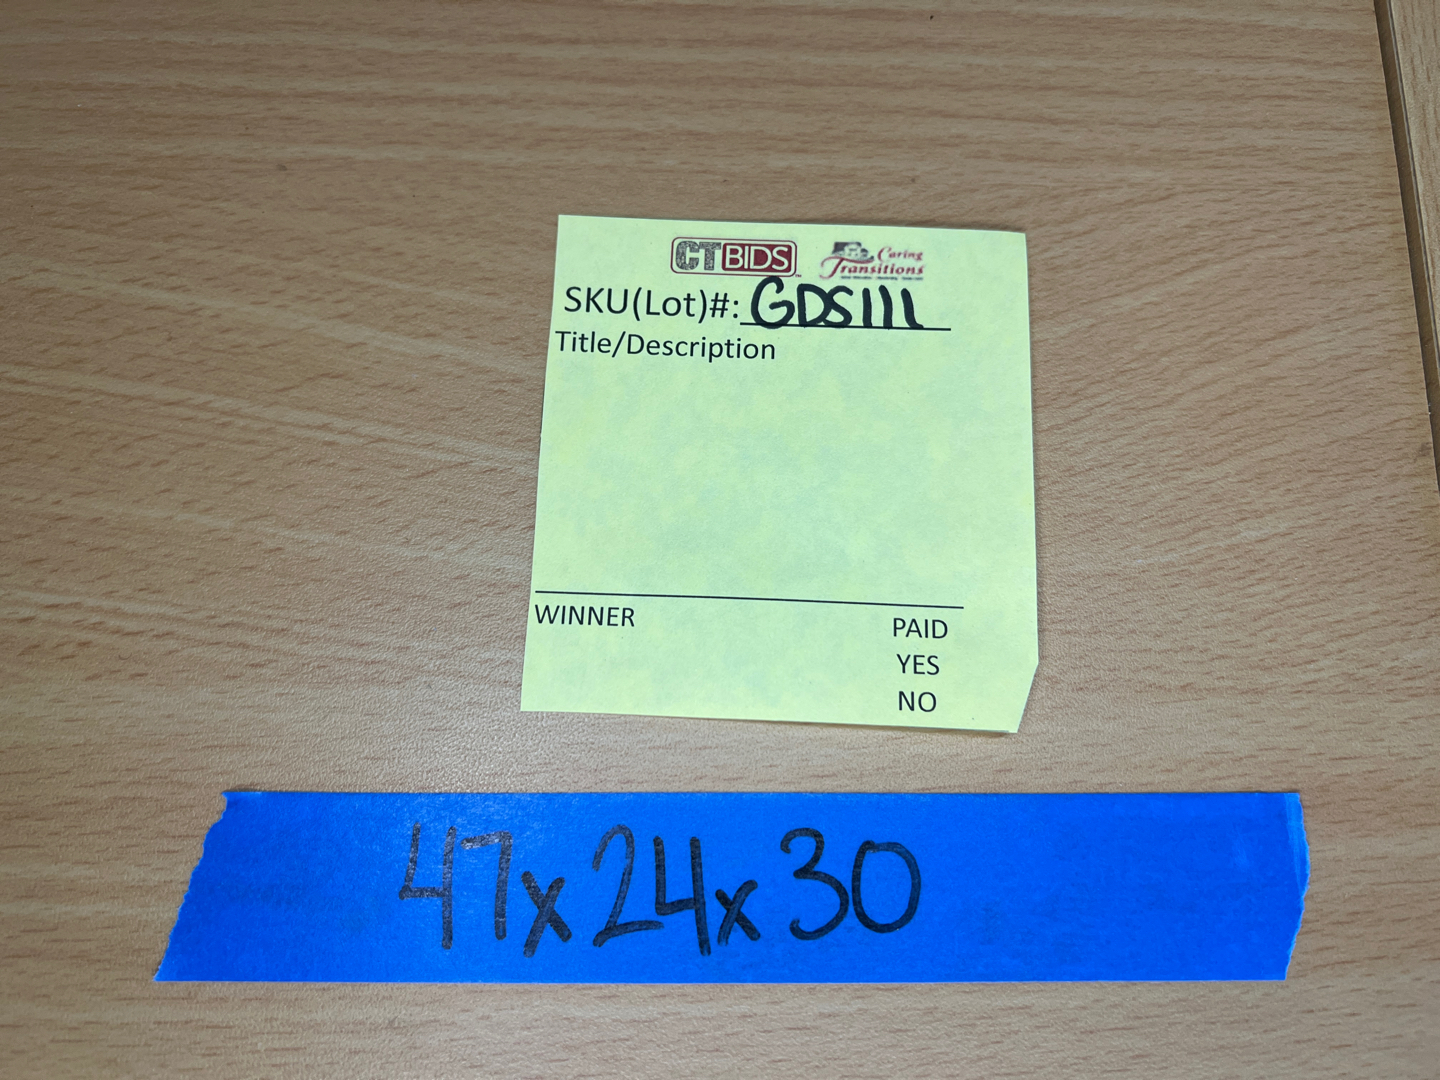 CTBIDS Caring Transitions
SKU(Lot)#: GDS111
Title/Description
WINNER PAID
YES
NO
47x24x30